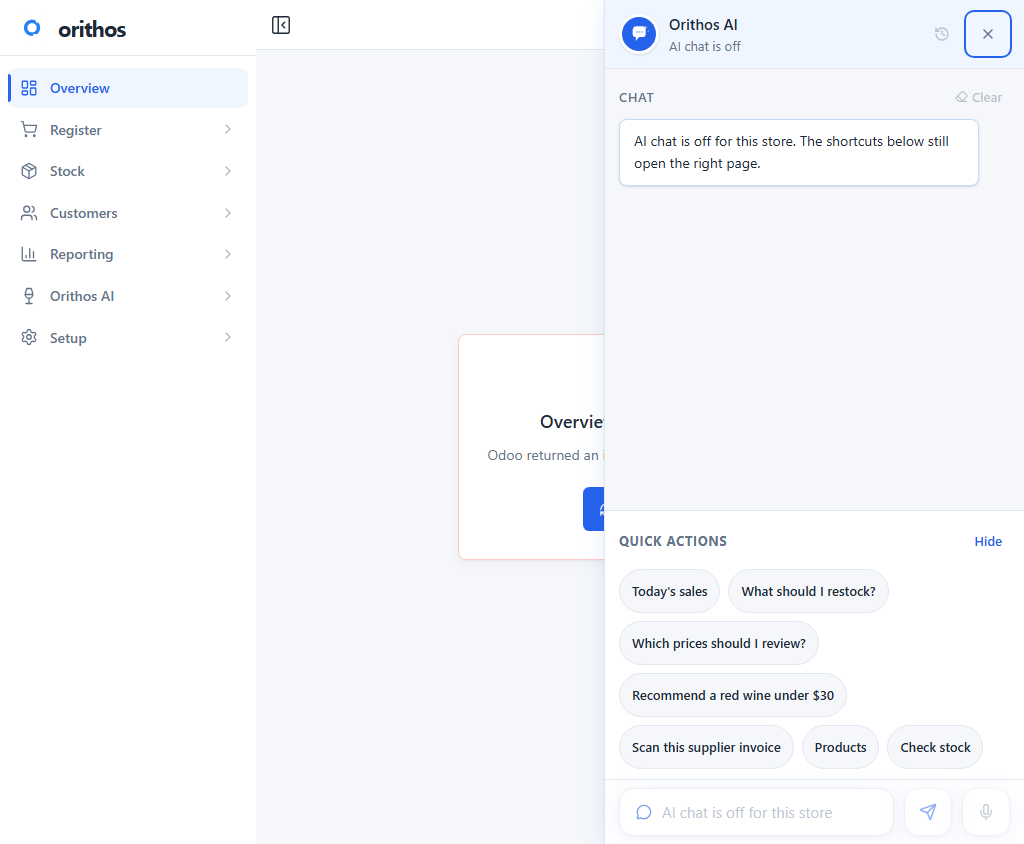 orithos
Overview
Register
Stock
Customers
Reporting
Orithos AI
Setup
Odoo returned an
Orithos AI
AI chat is off
CHAT
Clear
AI chat is off for this store. The shortcuts below still
open the right page.
QUICK ACTIONS
Hide
Today's sales
What should I restock?
Which prices should I review?
Recommend a red wine under $30
Scan this supplier invoice
Products
Check stock
AI chat is off for this store